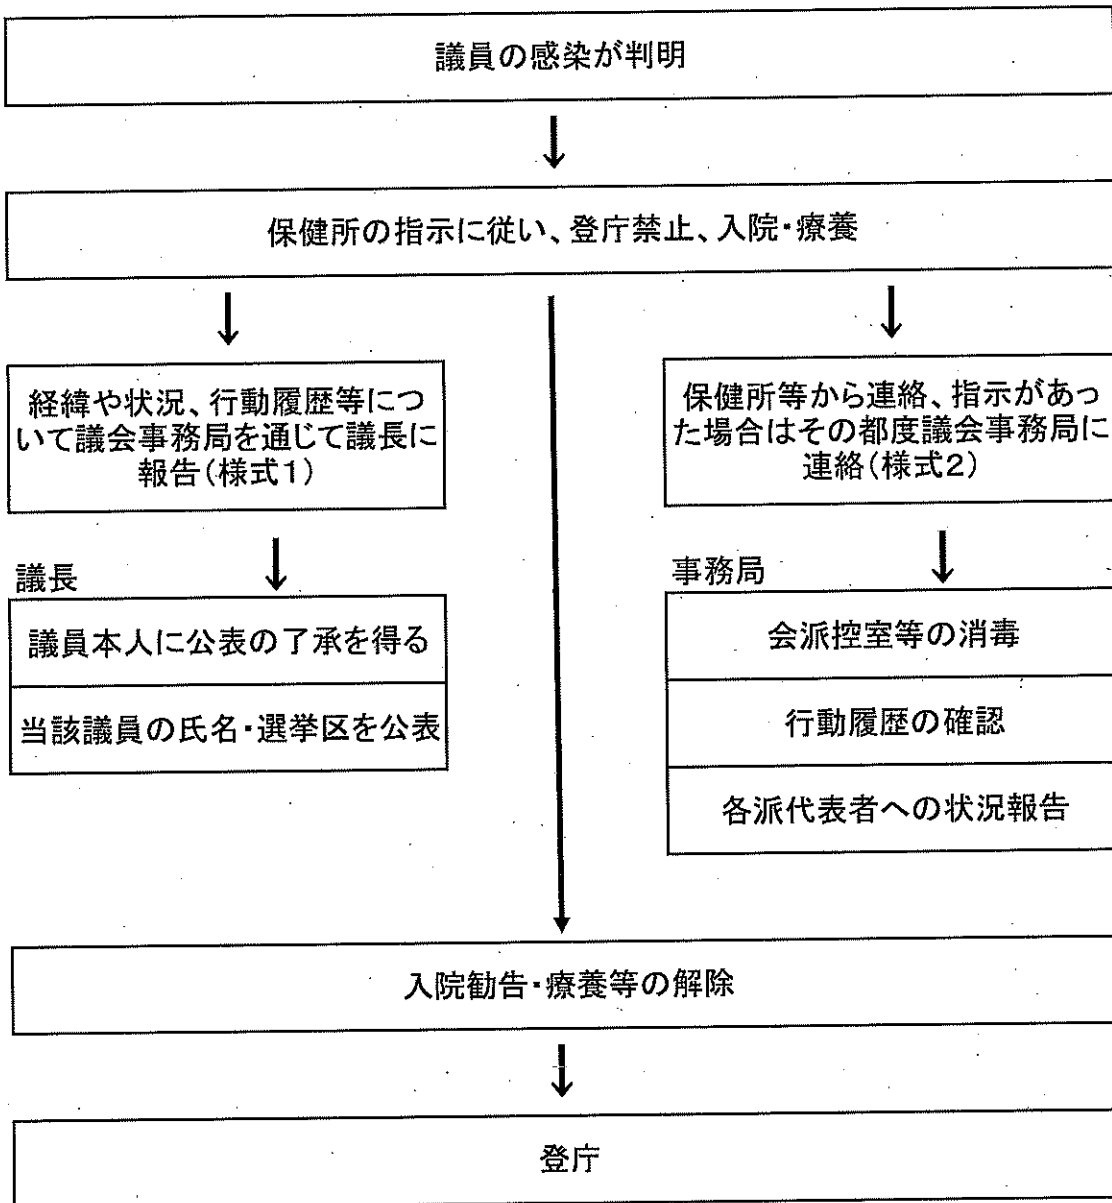 議員の感染が判明
保健所の指示に従い、登庁禁止、入院・療養
経緯や状況、行動履歴等につ
いて議会事務局を通じて議長に
報告(様式1)
保健所等から連絡、指示があっ
た場合はその都度議会事務局に
連絡(様式2)
議長
議員本人に公表の了承を得る
当該議員の氏名・選挙区を公表
事務局
会派控室等の消毒
行動履歴の確認
各派代表者への状況報告
入院勧告・療養等の解除
登庁